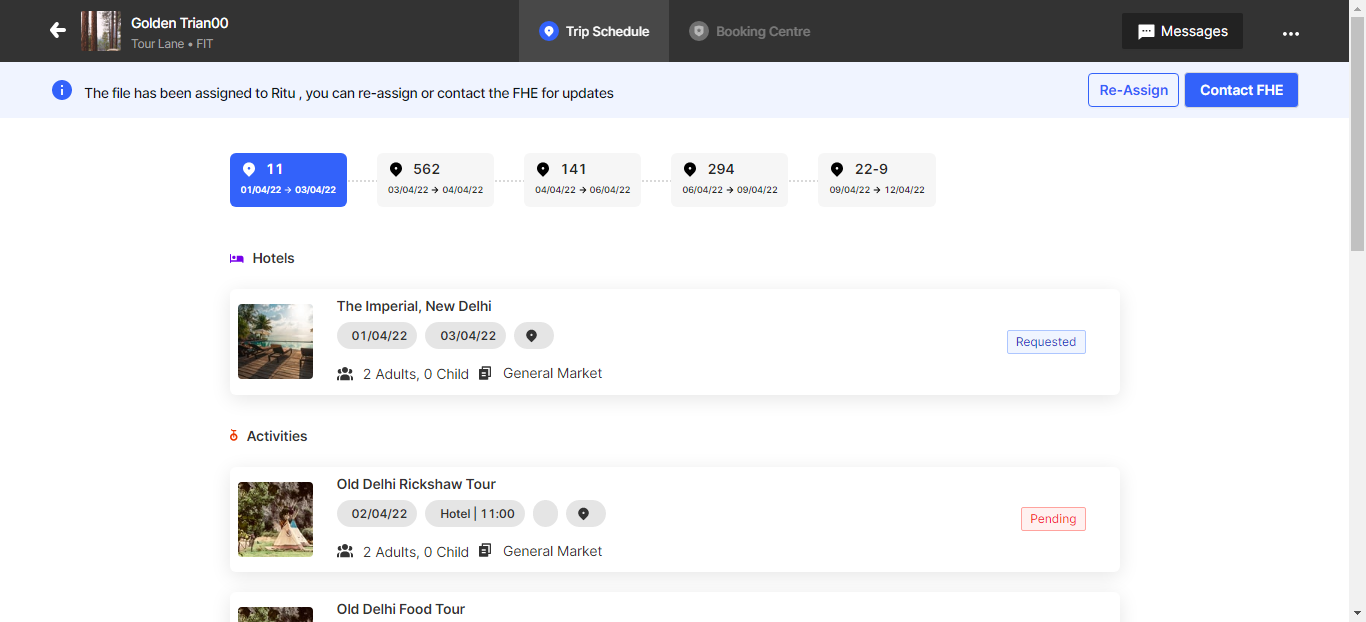 Golden Trian00
Tour Lane • FIT
Trip Schedule
Booking Centre
Messages
The file has been assigned to Ritu , you can re-assign or contact the FHE for updates
Re-Assign
Contact FHE
11
01/04/22 → 03/04/22
562
03/04/22 → 04/04/22
141
04/04/22 → 06/04/22
294
06/04/22 → 09/04/22
22-9
09/04/22 → 12/04/22
Hotels
The Imperial, New Delhi
01/04/22
03/04/22
2 Adults, 0 Child
General Market
Requested
Activities
Old Delhi Rickshaw Tour
02/04/22
Hotel | 11:00
2 Adults, 0 Child
General Market
Pending
Old Delhi Food Tour